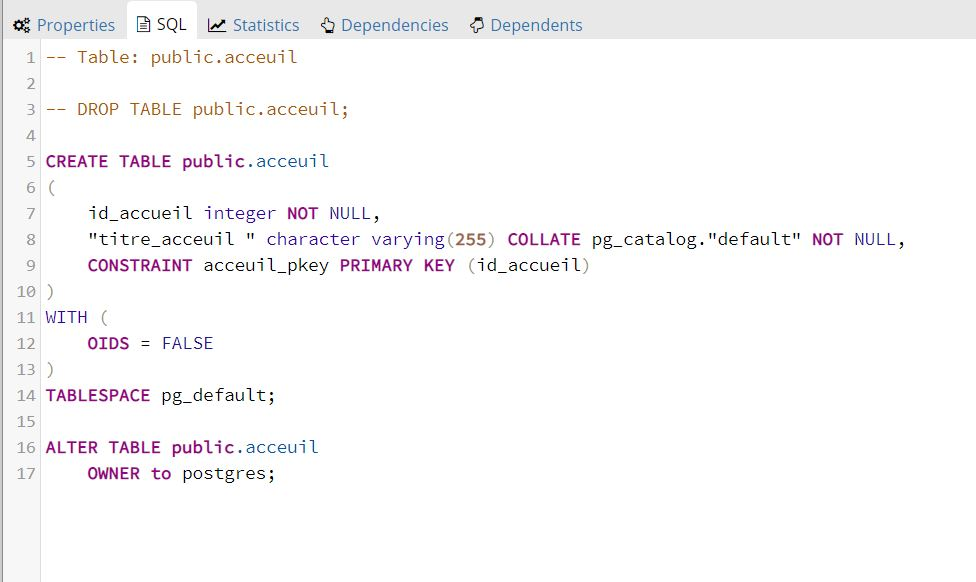 Properties SQL Statistics Dependencies Dependents
1 -- Table: public.acceuil
2
3 -- DROP TABLE public.acceuil;
4
5 CREATE TABLE public.acceuil
6 (
7     id_accueil integer NOT NULL,
8     "titre_acceuil " character varying(255) COLLATE pg_catalog."default" NOT NULL,
9     CONSTRAINT acceuil_pkey PRIMARY KEY (id_accueil)
10 )
11 WITH (
12     OIDS = FALSE
13 )
14 TABLESPACE pg_default;
15
16 ALTER TABLE public.acceuil
17     OWNER to postgres;